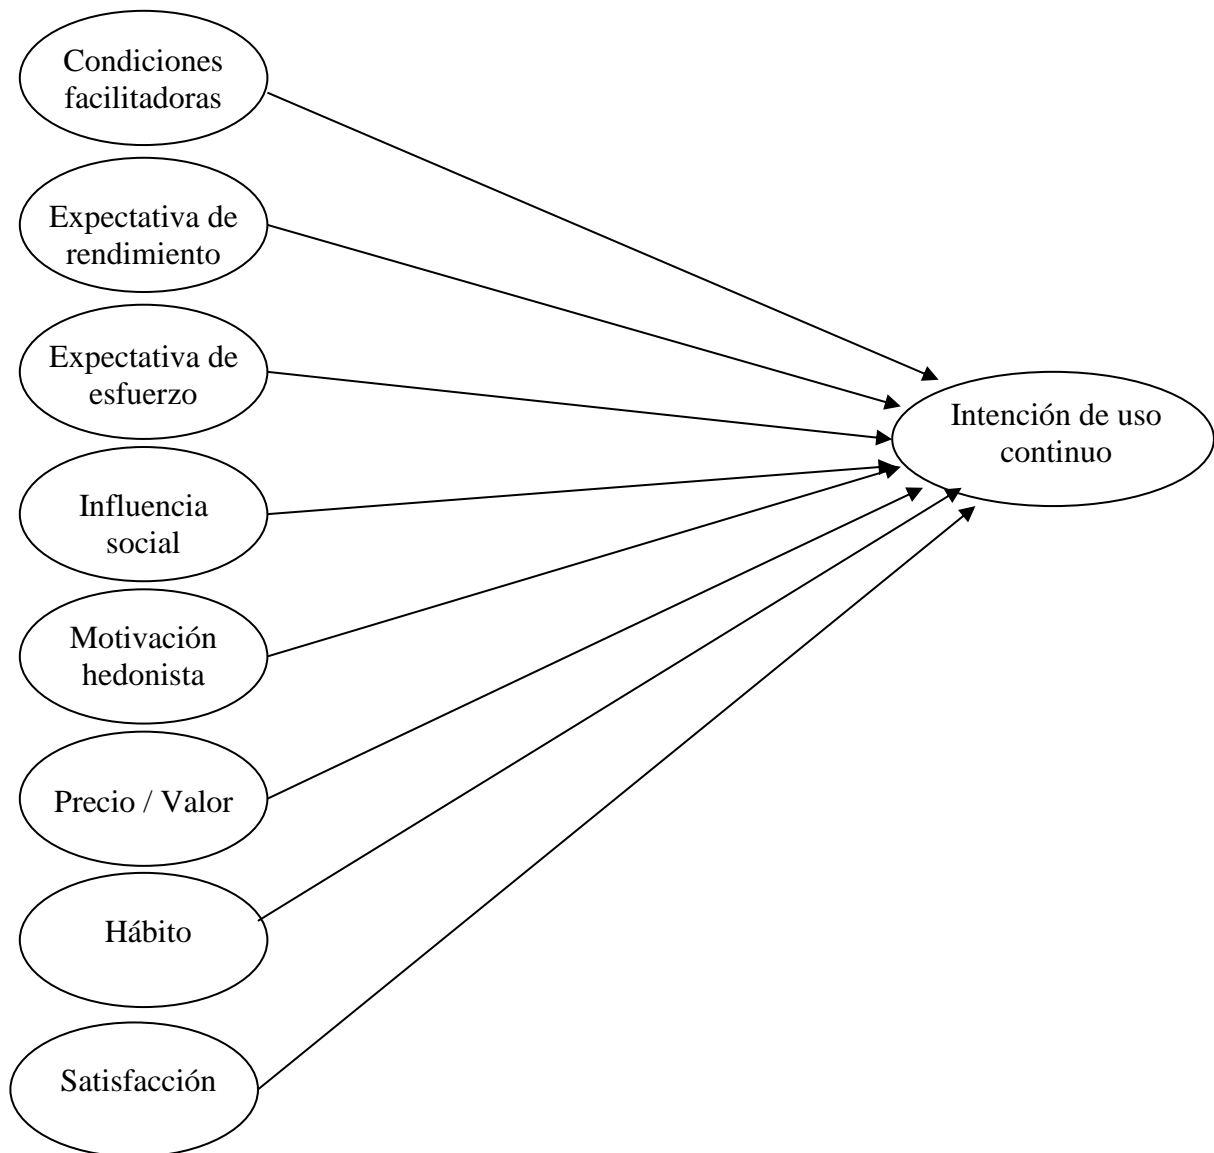 Condiciones
facilitadoras
Expectativa de
rendimiento
Expectativa de
esfuerzo
Intención de uso
continuo
Influencia
social
Motivación
hedonista
Precio / Valor
Hábito
Satisfacción